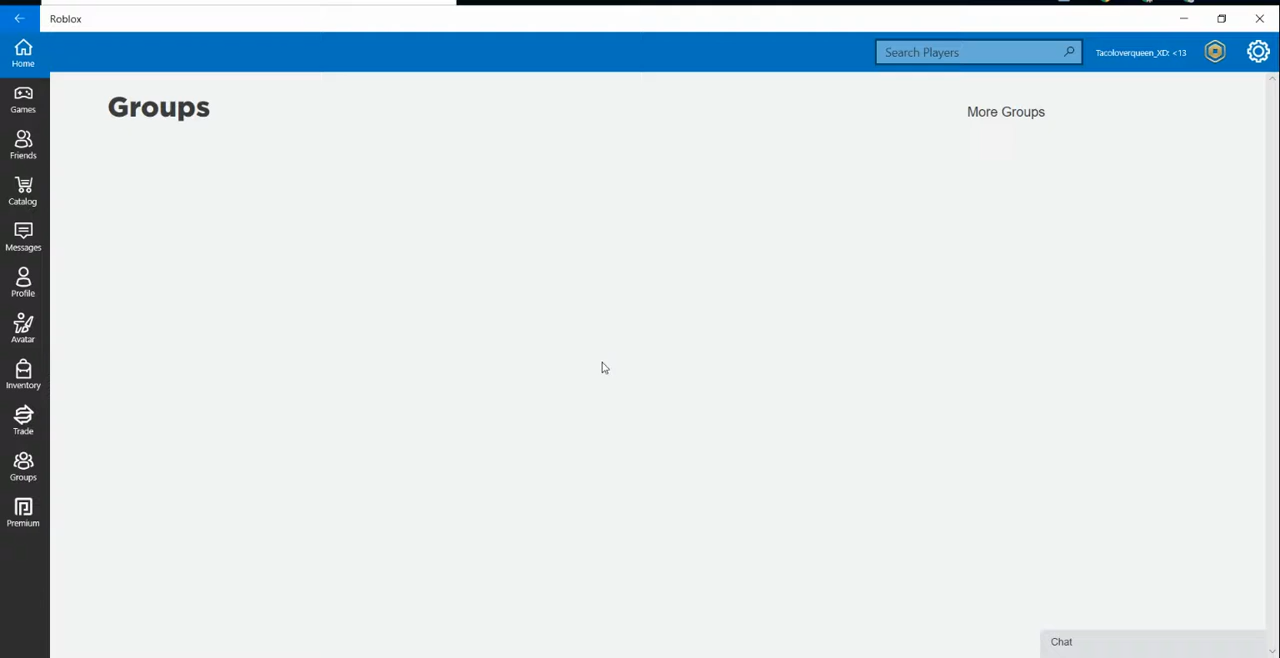 Roblox
Home
Search Players
Tacoloverqueen_XD: <13
Games
Friends
Catalog
Messages
Profile
Avatar
Inventory
Trade
Groups
Premium
Groups
More Groups
Chat